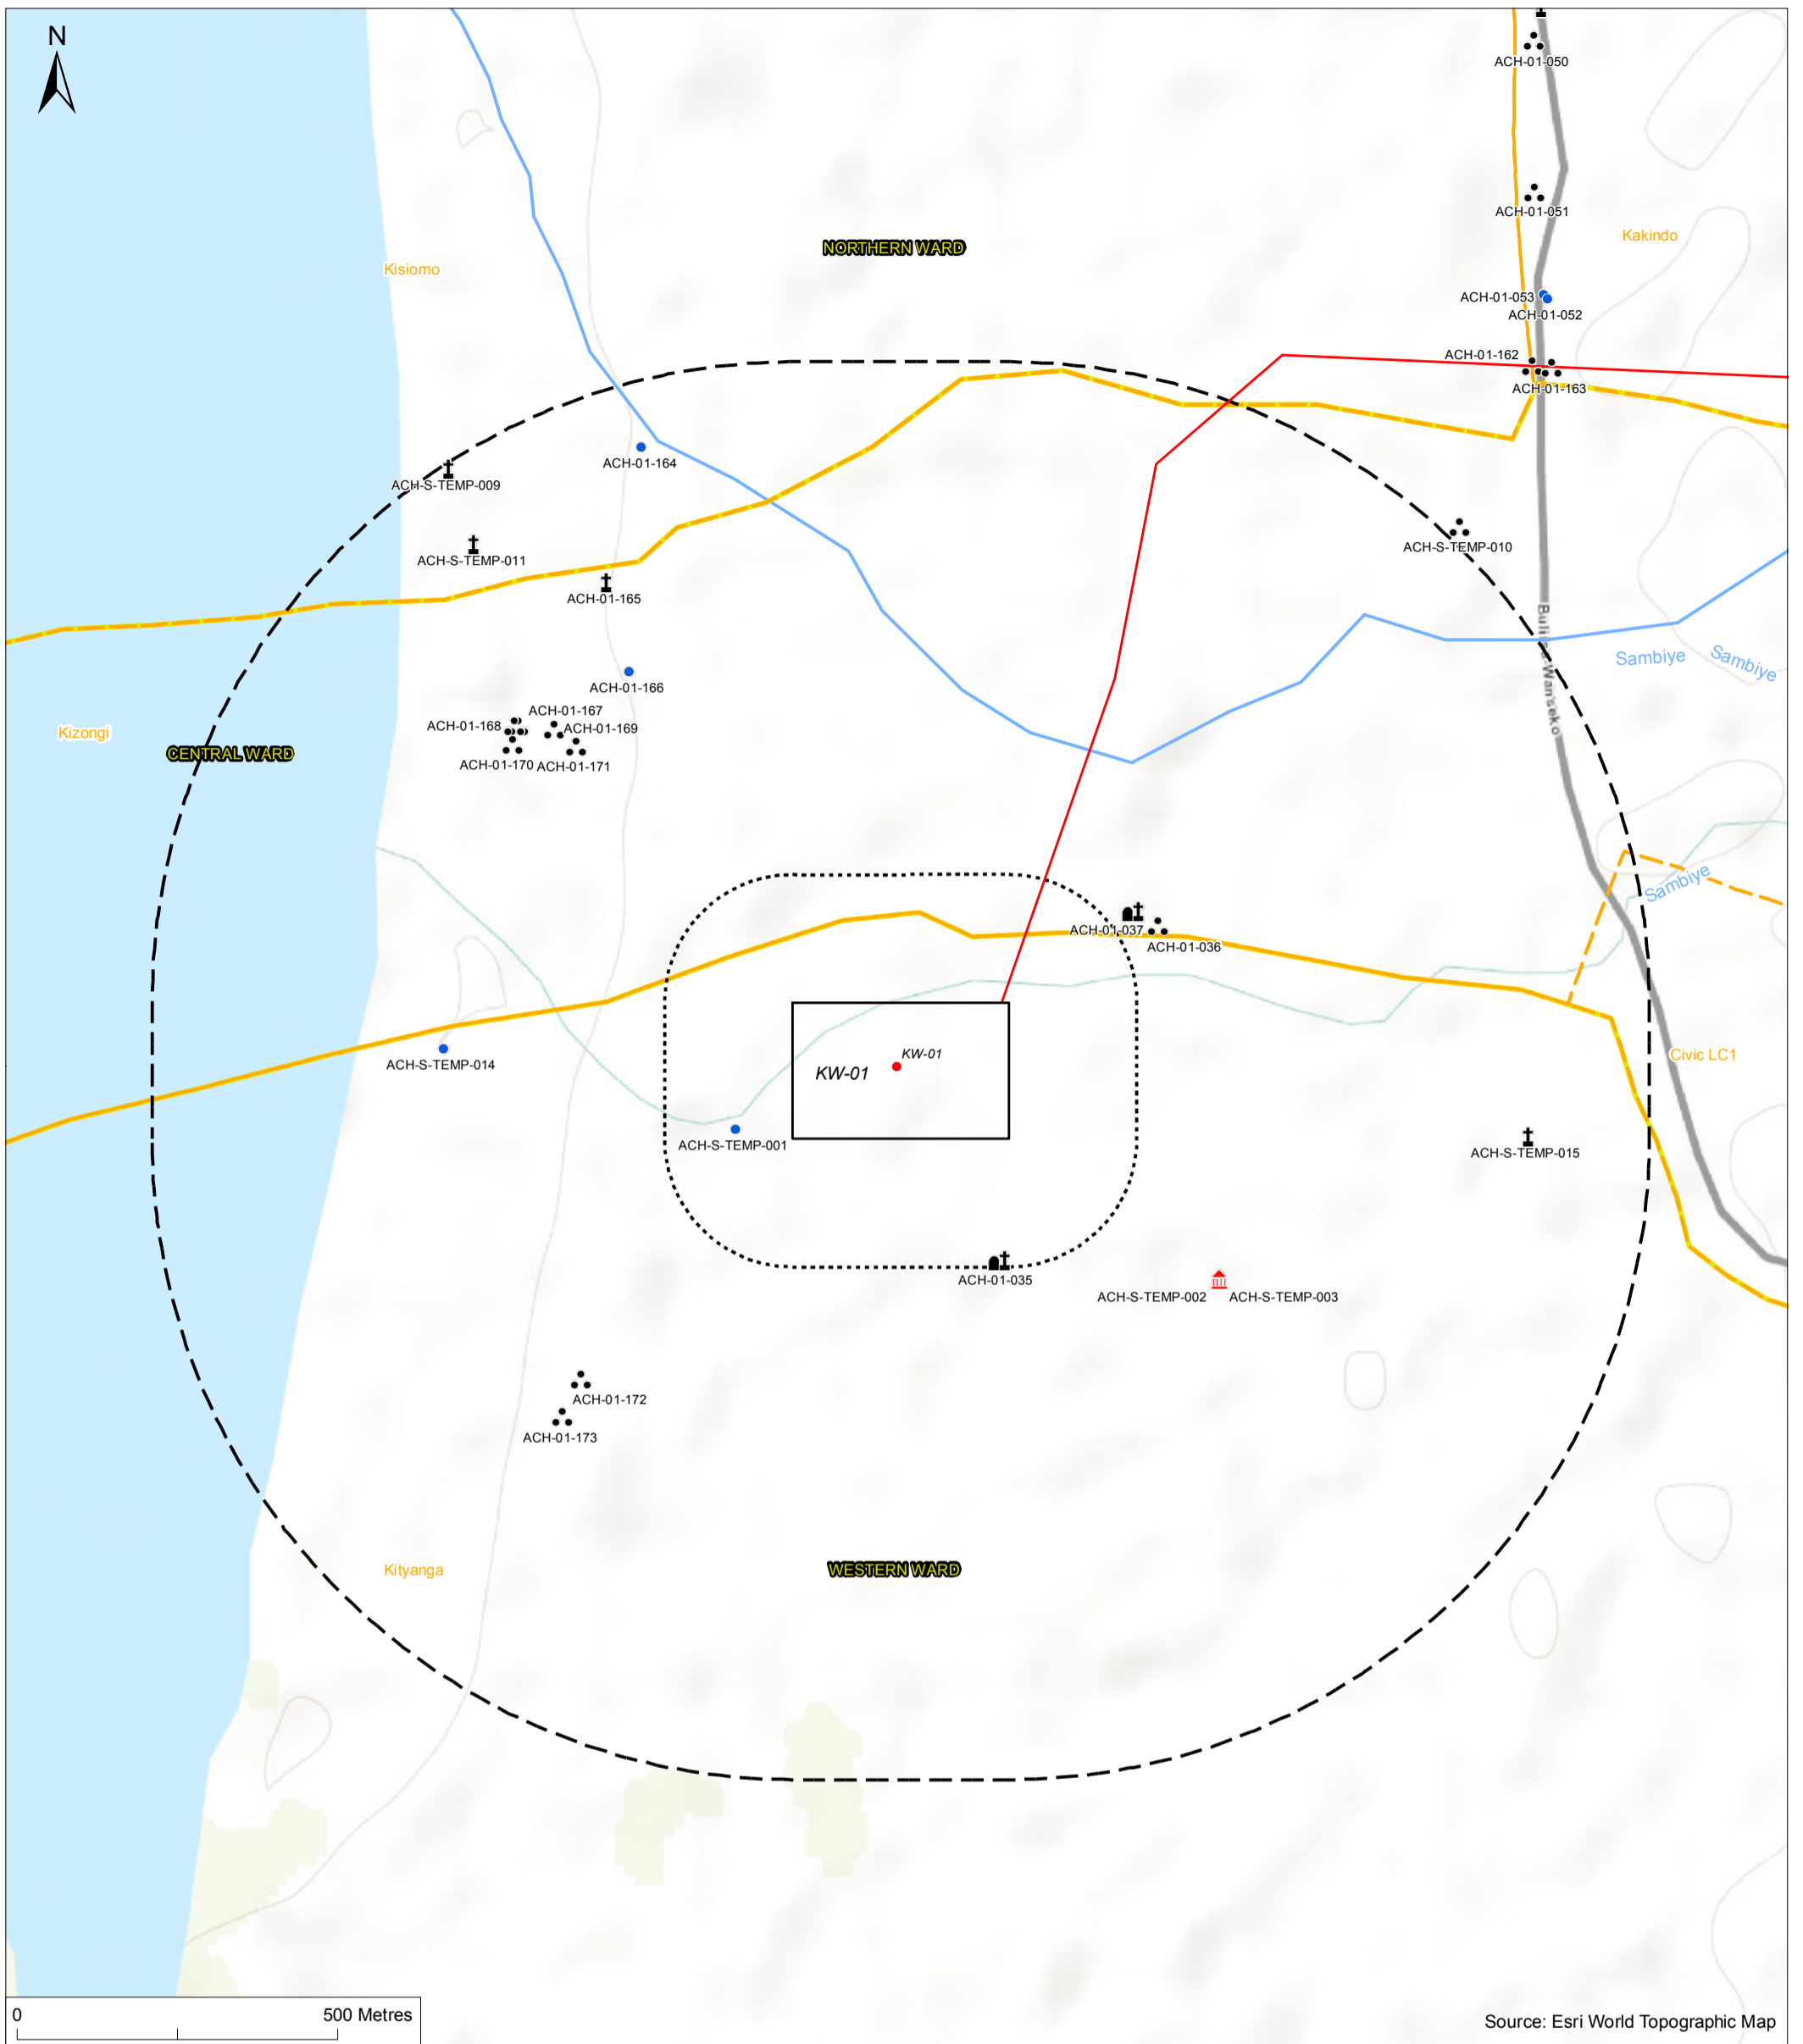 N
ACH-01-050
ACH-01-051
Kakindo
NORTHERN WARD
Kisiomo
ACH-01-053
ACH-01-052
ACH-01-162
ACH-01-163
ACH-01-164
ACH-S-TEMP-009
ACH-S-TEMP-010
ACH-S-TEMP-011
ACH-01-165
Sambiye
Sambiye
ACH-01-166
ACH-01-167
ACH-01-168
ACH-01-169
Kizongi
CENTRAL WARD
ACH-01-170
ACH-01-171
Sambiye
ACH-01-037
ACH-01-036
KW-01
KW-01
Civic LC1
ACH-S-TEMP-014
ACH-S-TEMP-001
ACH-S-TEMP-015
ACH-01-035
ACH-S-TEMP-002
ACH-S-TEMP-003
ACH-01-172
ACH-01-173
Kityanga
WESTERN WARD
0
500 Metres
Source: Esri World Topographic Map